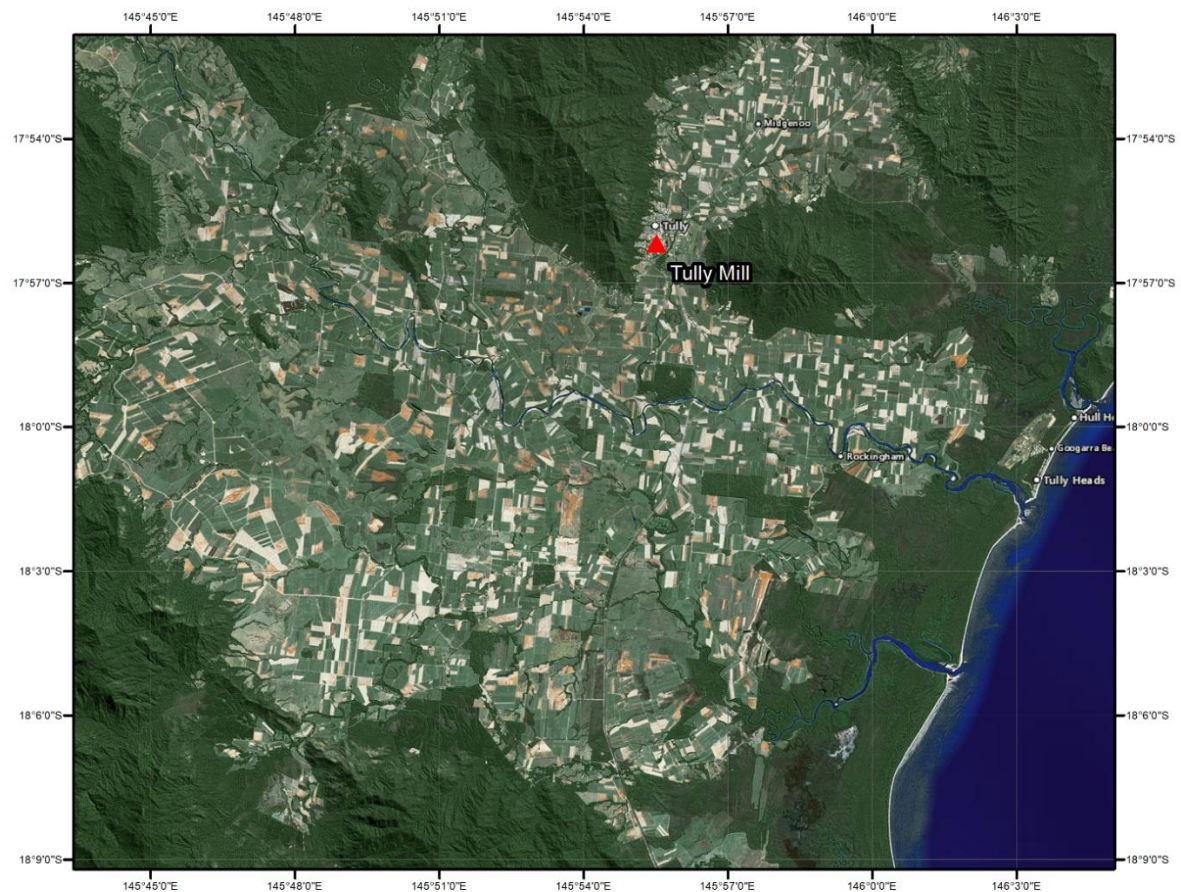 145°45'0"E 145°48'0"E 145°51'0"E 145°54'0"E 145°57'0"E 146°0'0"E 146°3'0"E
Midgenoo
17°54'0"S 17°54'0"S
Tully
Tully Mill
17°57'0"S 17°57'0"S
Hull He
18°0'0"S 18°0'0"S
Googarra Be
Rockingham
Tully Heads
18°3'0"S 18°3'0"S
18°6'0"S 18°6'0"S
18°9'0"S 18°9'0"S
145°45'0"E 145°48'0"E 145°51'0"E 145°54'0"E 145°57'0"E 146°0'0"E 146°3'0"E